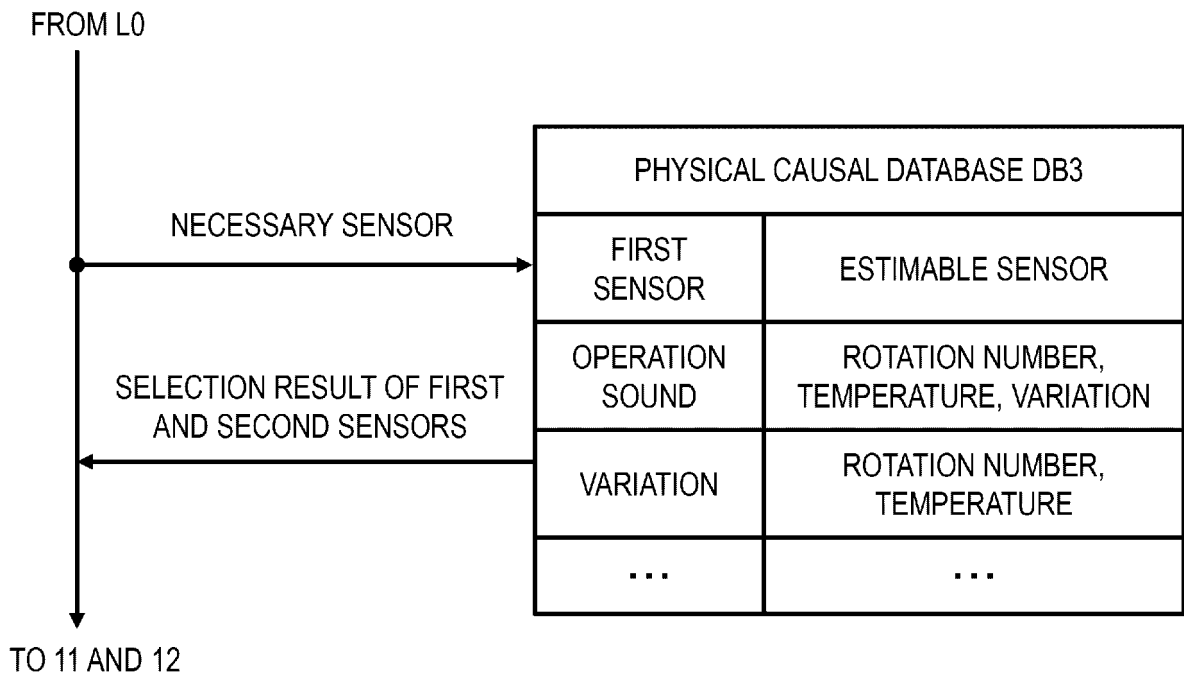 FROM L0
PHYSICAL CAUSAL DATABASE DB3
NECESSARY SENSOR
FIRST
SENSOR
ESTIMABLE SENSOR
OPERATION
SOUND
ROTATION NUMBER,
TEMPERATURE, VARIATION
SELECTION RESULT OF FIRST
AND SECOND SENSORS
VARIATION
ROTATION NUMBER,
TEMPERATURE
...
...
TO 11 AND 12